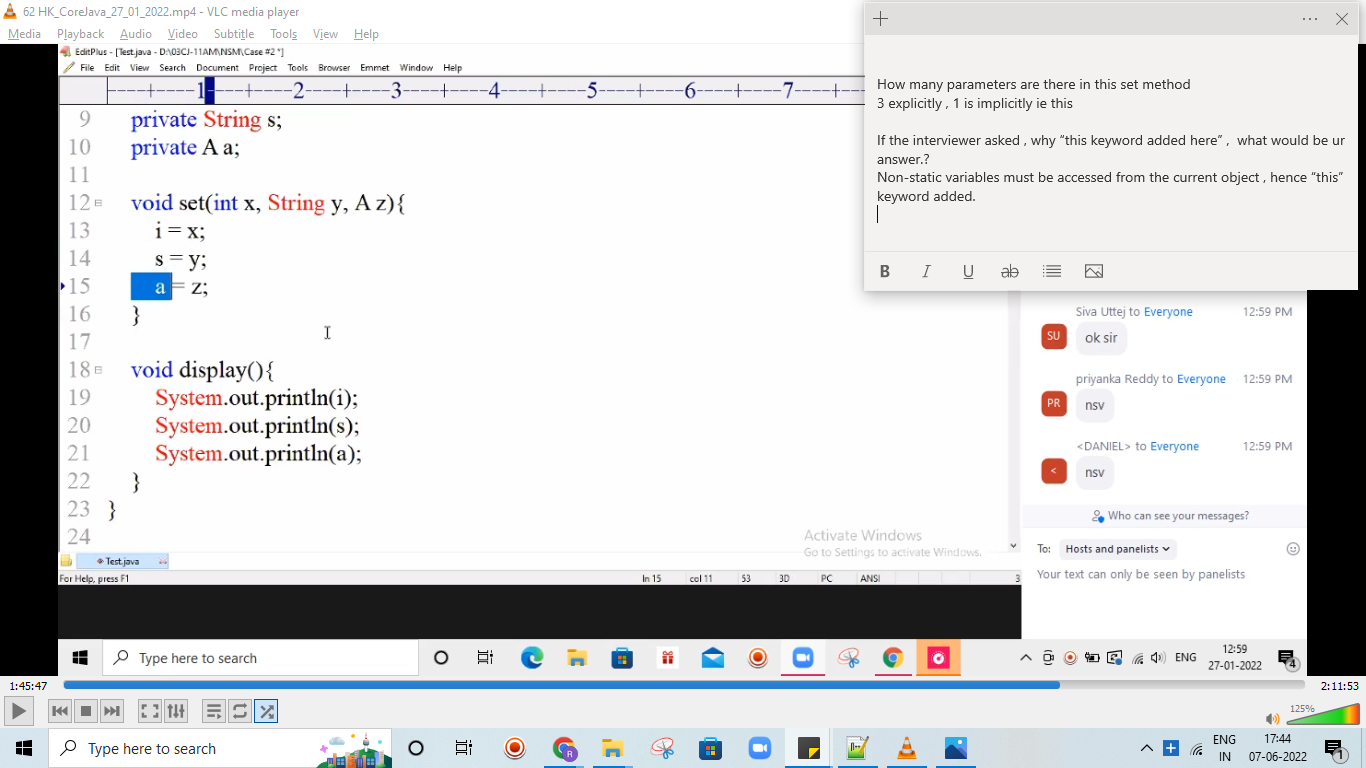 62 HK_CoreJava_27_01_2022.mp4 - VLC media player
Media Playback Audio Video Subtitle Tools View Help
EditPlus - [Test.java - D:\03CJ-11AM\NSM\Case #2 *]
File Edit View Search Document Project Tools Browser Emmet Window Help
----+----1----+----2----+----3----+----4----+----5----+----6----+----7----+--
9 private String s;
10 private A a;
11
12 void set(int x, String y, A z){
13 i = x;
14 s = y;
15 a = z;
16 }
17
18 void display(){
19 System.out.println(i);
20 System.out.println(s);
21 System.out.println(a);
22 }
23 }
24
Test.java
For Help, press F1 ln 15 col 11 53 3D PC ANSI 3
Activate Windows
Go to Settings to activate Windows.
How many parameters are there in this set method
3 explicitly , 1 is implicitly ie this
If the interviewer asked , why “this keyword added here” , what would be ur
answer.?
Non-static variables must be accessed from the current object , hence “this”
keyword added.
B I U ab
Siva Uttej to Everyone 12:59 PM
SU ok sir
priyanka Reddy to Everyone 12:59 PM
PR nsv
<DANIEL> to Everyone 12:59 PM
< nsv
Who can see your messages?
To: Hosts and panelists
Your text can only be seen by panelists
Type here to search
ENG
12:59
27-01-2022
4
1:45:47 2:11:53
125%
Type here to search
R
ENG
IN
17:44
07-06-2022
1